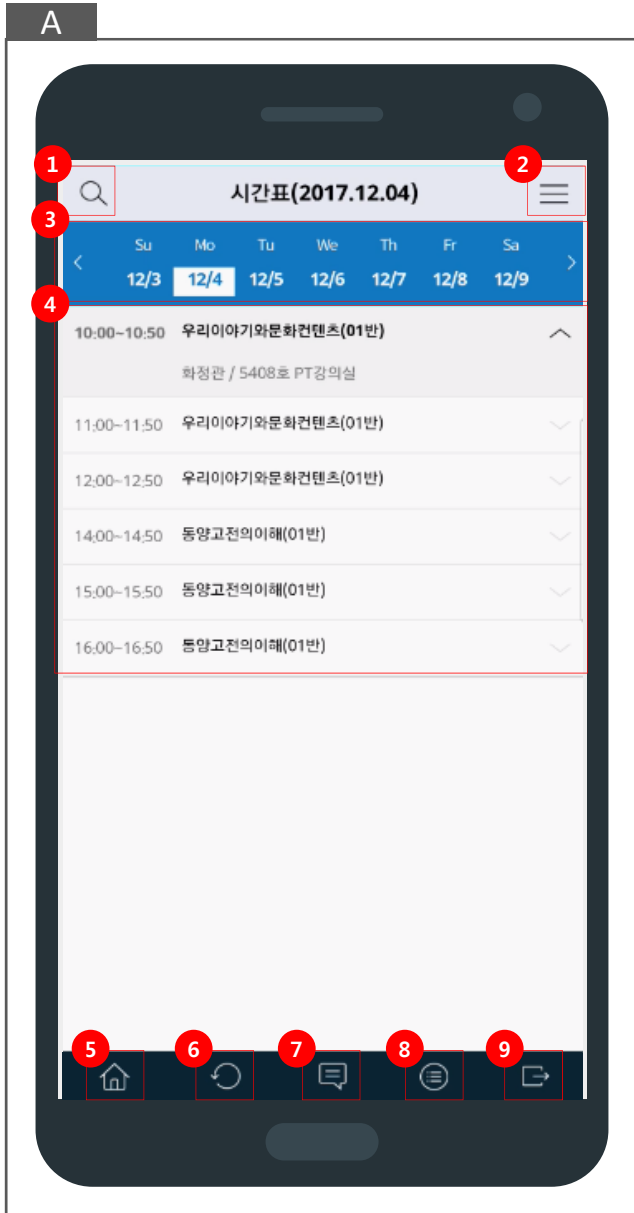 A
1
2
시간표(2017.12.04)
3
Su Mo Tu We Th Fr Sa
12/3 12/4 12/5 12/6 12/7 12/8 12/9
4
10:00~10:50 우리이야기와문화컨텐츠(01반)
화정관 / 5408호 PT강의실
11:00~11:50 우리이야기와문화컨텐츠(01반)
12:00~12:50 우리이야기와문화컨텐츠(01반)
14:00~14:50 동양고전의이해(01반)
15:00~15:50 동양고전의이해(01반)
16:00~16:50 동양고전의이해(01반)
5 6 7 8 9